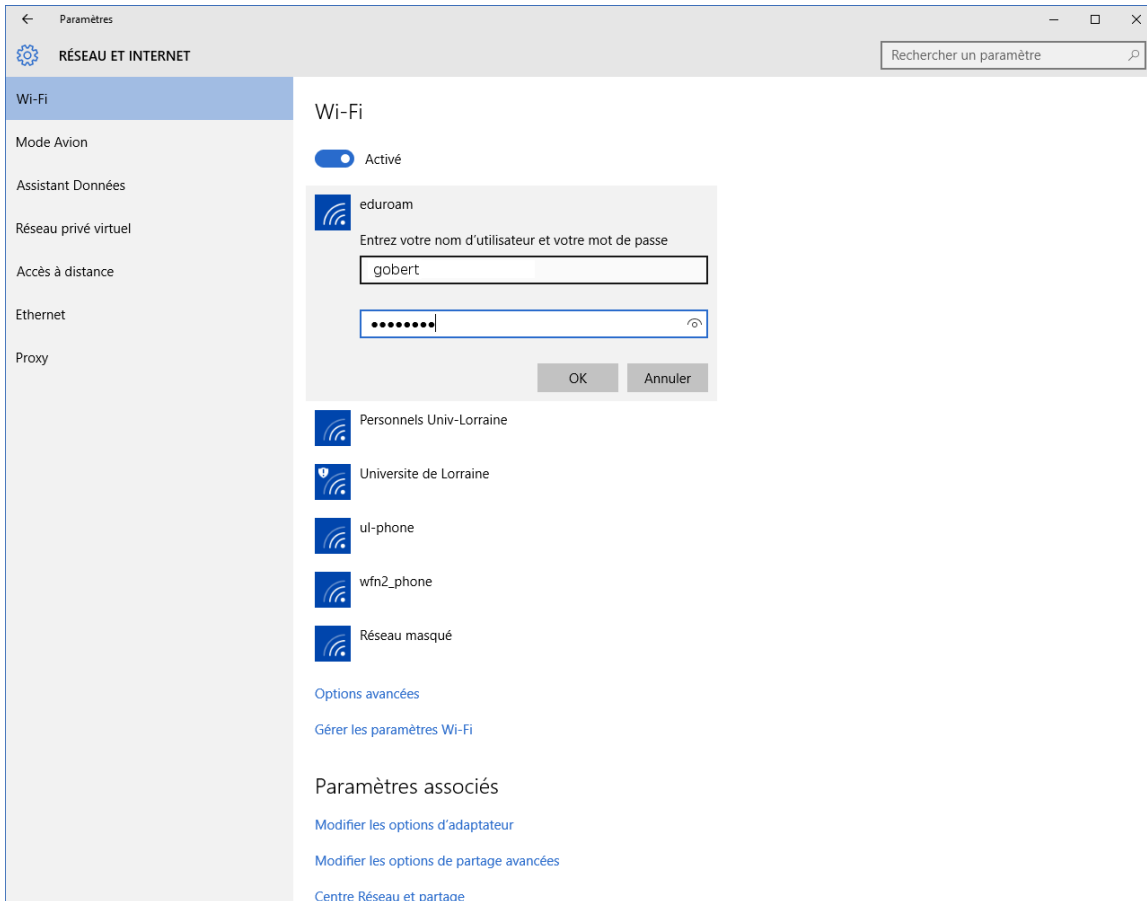 Paramètres
RÉSEAU ET INTERNET
Rechercher un paramètre
Wi-Fi
Mode Avion
Assistant Données
Réseau privé virtuel
Accès à distance
Ethernet
Proxy
Wi-Fi
Activé
eduroam
Entrez votre nom d'utilisateur et votre mot de passe
gobert
••••••••
OK
Annuler
Personnels Univ-Lorraine
Universite de Lorraine
ul-phone
wfn2_phone
Réseau masqué
Options avancées
Gérer les paramètres Wi-Fi
Paramètres associés
Modifier les options d'adaptateur
Modifier les options de partage avancées
Centre Réseau et partage